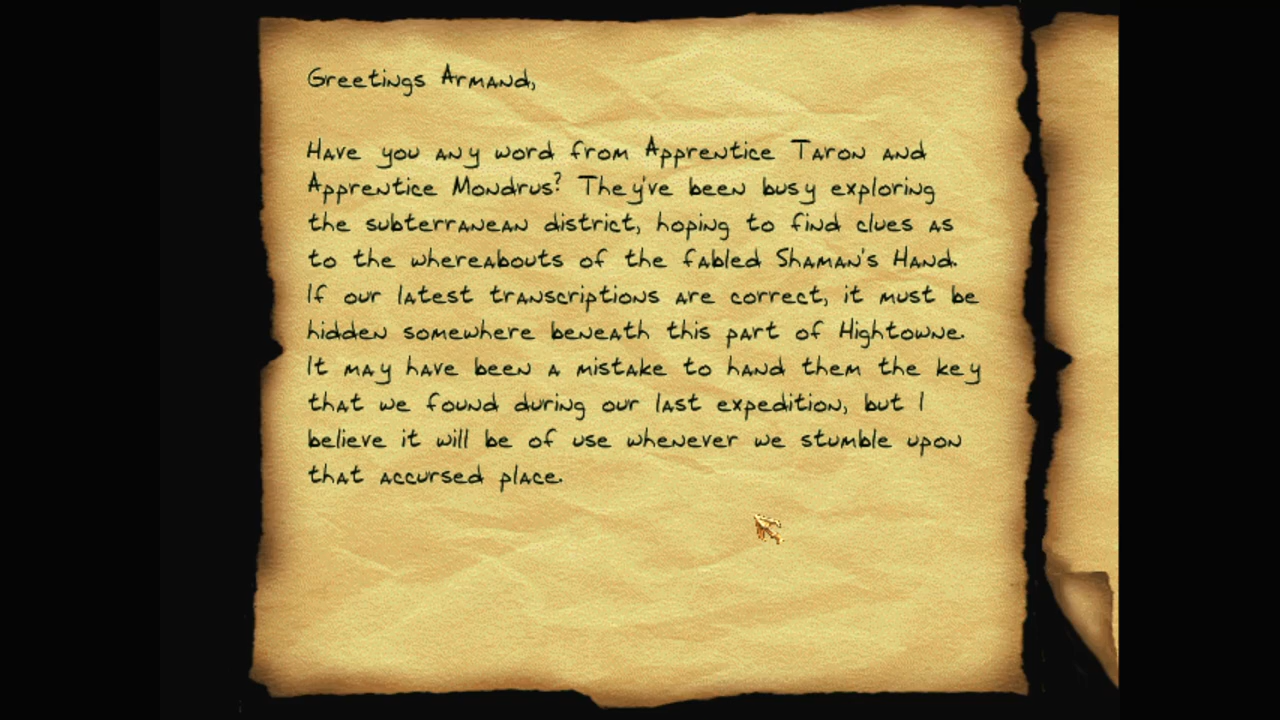 Greetings Armand,
Have you any word from Apprentice Taron and
Apprentice Mondrus? They've been busy exploring
the subterranean district, hoping to find clues as
to the whereabouts of the fabled Shaman's Hand.
If our latest transcriptions are correct, it must be
hidden somewhere beneath this part of Hightowne.
It may have been a mistake to hand them the key
that we found during our last expedition, but I
believe it will be of use whenever we stumble upon
that accursed place.